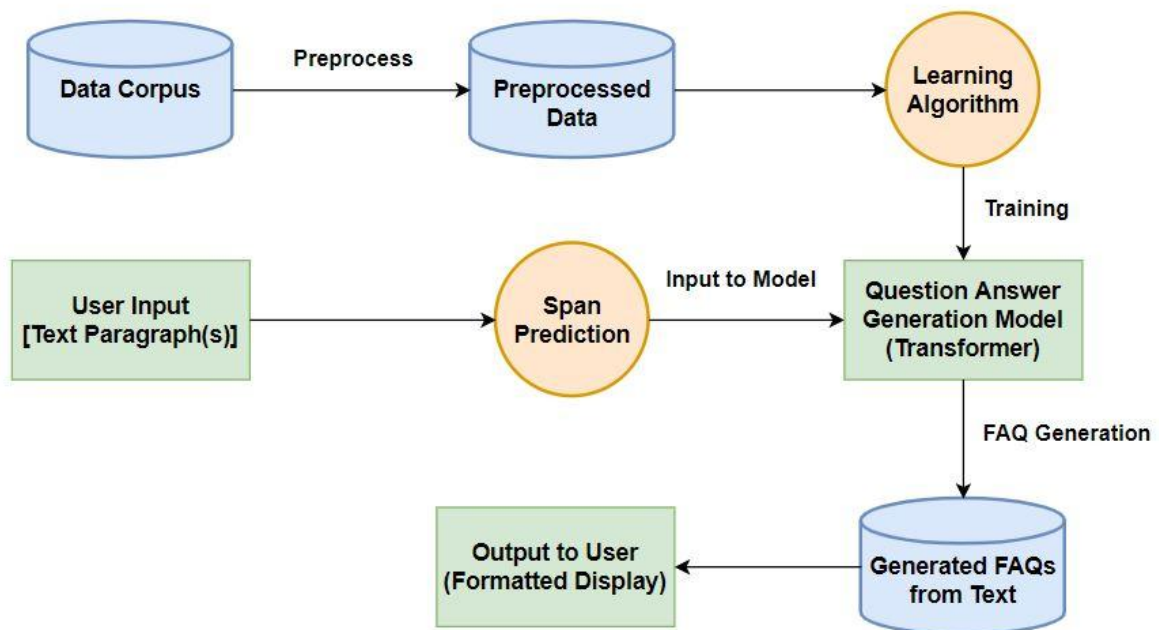 Data Corpus
Preprocess
Preprocessed
Data
Learning
Algorithm
Training
User Input
[Text Paragraph(s)]
Span
Prediction
Input to Model
Question Answer
Generation Model
(Transformer)
FAQ Generation
Generated FAQs
from Text
Output to User
(Formatted Display)